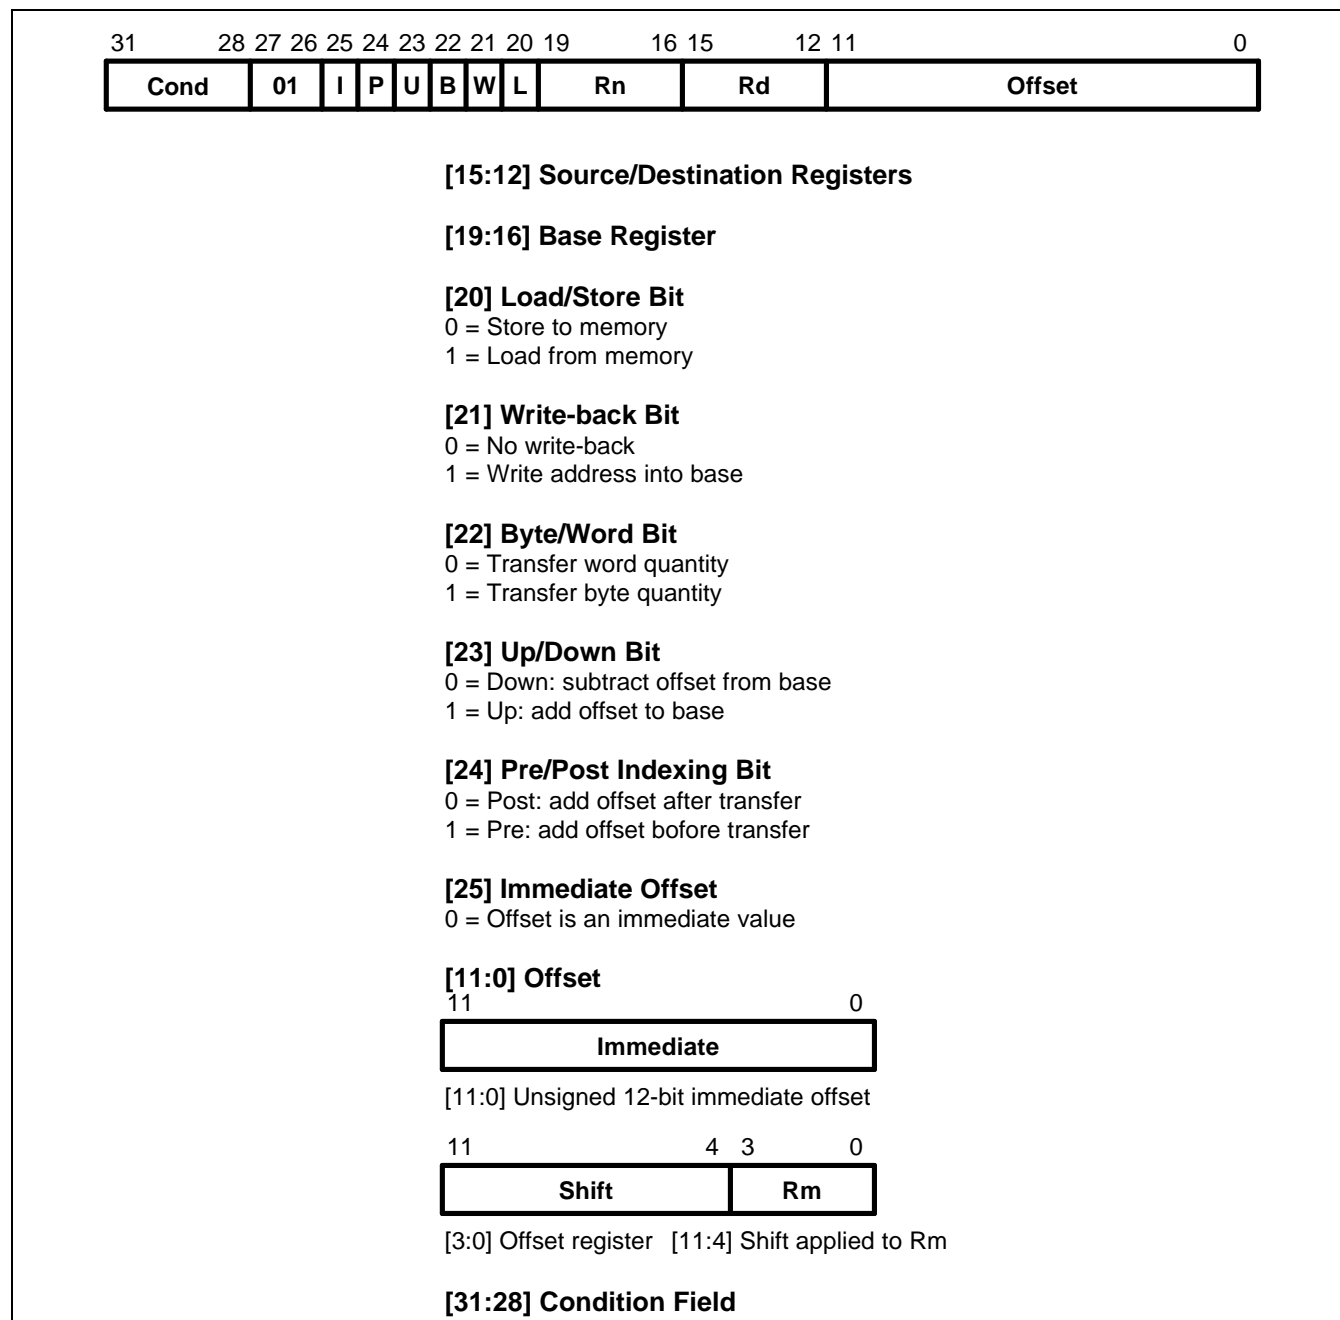 31 28 27 26 25 24 23 22 21 20 19 16 15 12 11 0
Cond 01 I P U B W L Rn Rd Offset
[15:12] Source/Destination Registers
[19:16] Base Register
[20] Load/Store Bit
0 = Store to memory
1 = Load from memory
[21] Write-back Bit
0 = No write-back
1 = Write address into base
[22] Byte/Word Bit
0 = Transfer word quantity
1 = Transfer byte quantity
[23] Up/Down Bit
0 = Down: subtract offset from base
1 = Up: add offset to base
[24] Pre/Post Indexing Bit
0 = Post: add offset after transfer
1 = Pre: add offset bofore transfer
[25] Immediate Offset
0 = Offset is an immediate value
[11:0] Offset
11 0
Immediate
[11:0] Unsigned 12-bit immediate offset
11 4 3 0
Shift Rm
[3:0] Offset register [11:4] Shift applied to Rm
[31:28] Condition Field